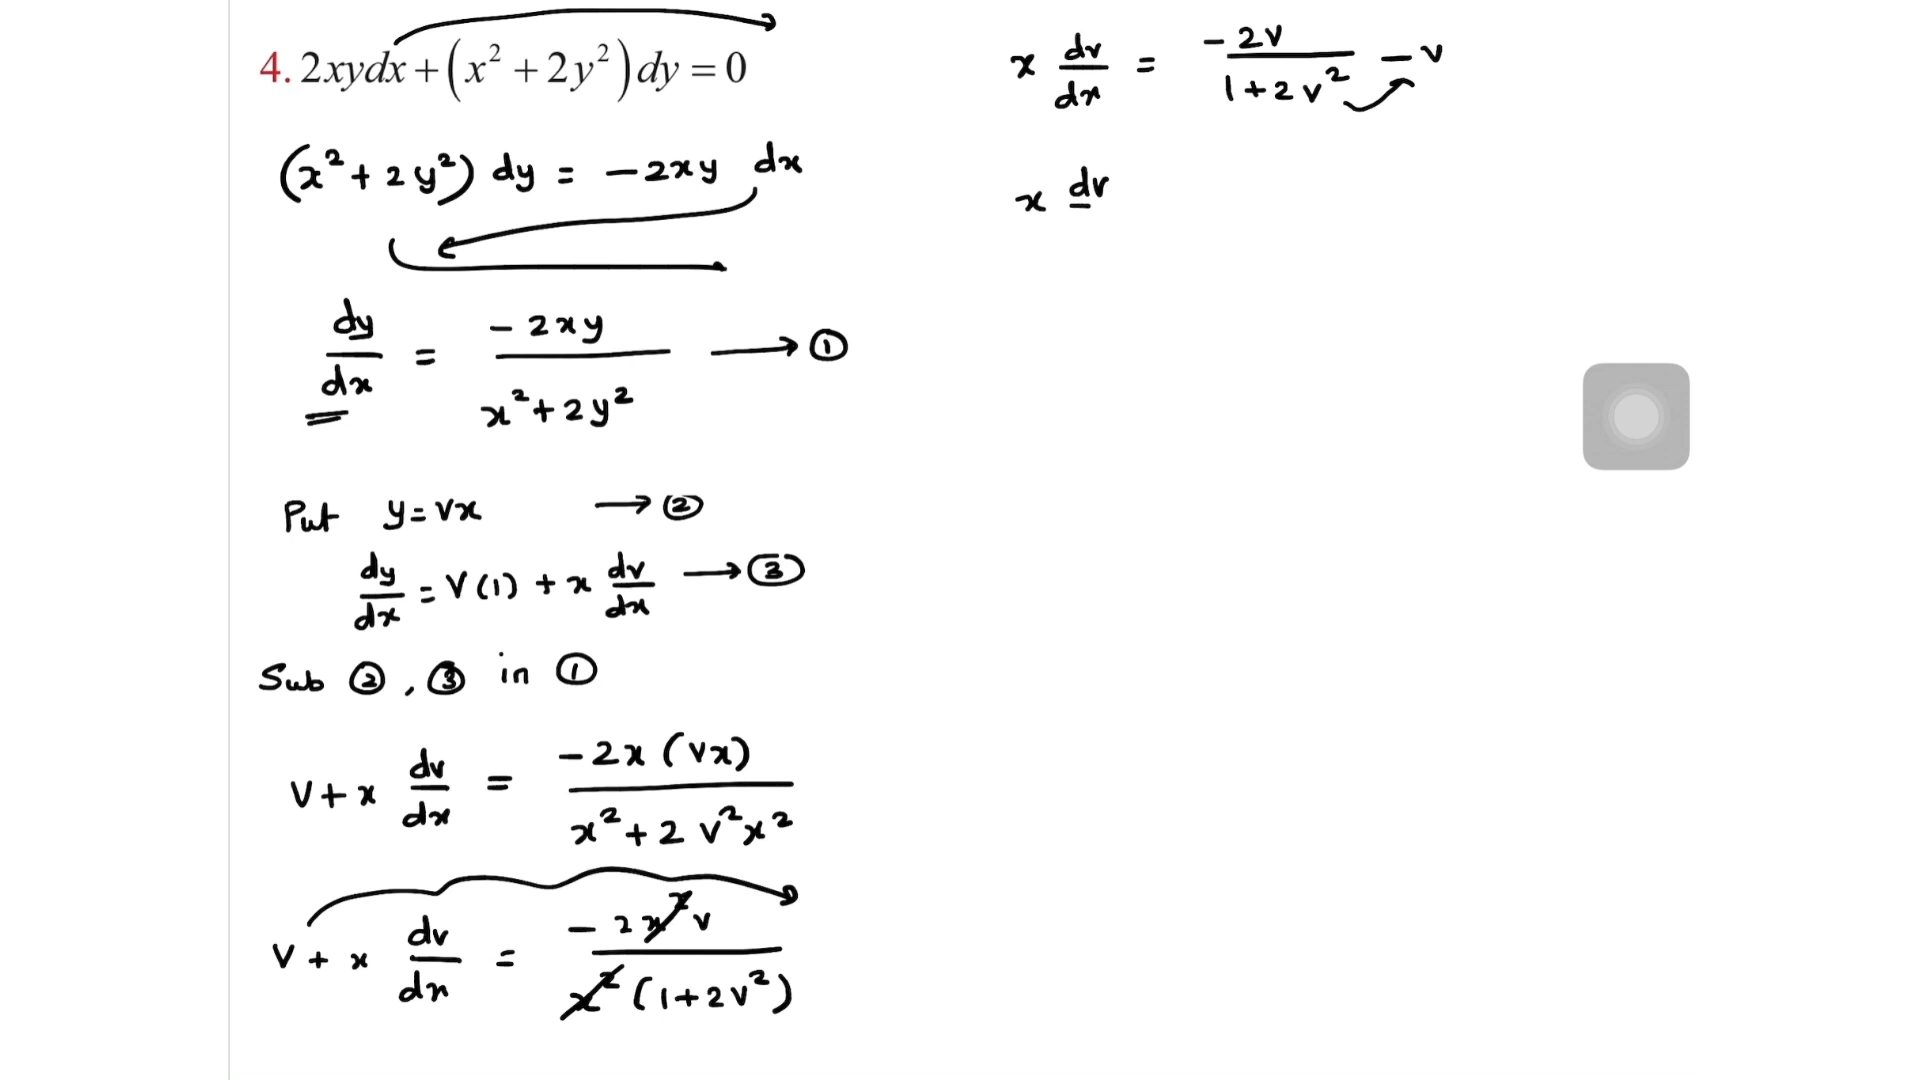 4. 2xydx + (x² + 2y²) dy = 0
(x² + 2y²) dy = -2xy dx
dy/dx = -2xy / x² + 2y² → ①
Put y = vx → ②
dy/dx = v(1) + x dv/dx → ③
Sub ②, ③ in ①
v + x dv/dx = -2x (vx) / x² + 2 v²x²
v + x dv/dx = -2x²v / x² (1 + 2v²)
x dv/dx = -2v / 1 + 2v² - v
x dv